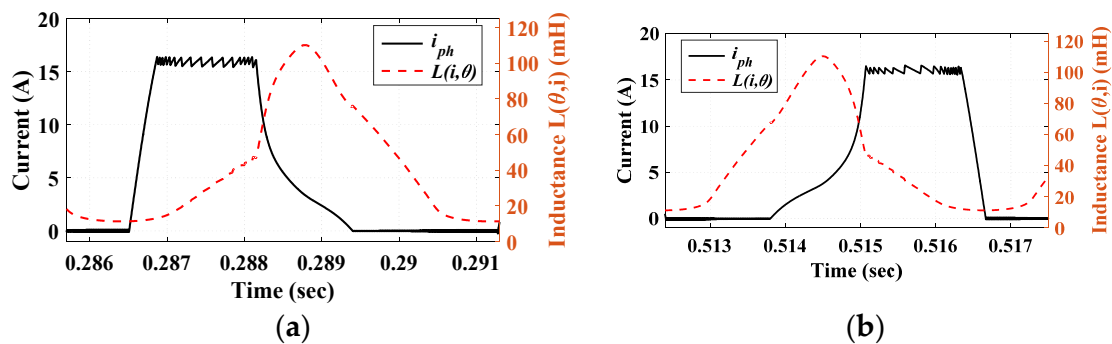 20
15
10
5
0
Current (A)
i_ph
L(i,θ)
120
100
80
60
40
20
0
Inductance L(θ,i) (mH)
0.286 0.287 0.288 0.289 0.29 0.291
Time (sec)
(a)
20
15
10
5
0
Current (A)
i_ph
L(i,θ)
120
100
80
60
40
20
0
Inductance L(θ,i) (mH)
0.513 0.514 0.515 0.516 0.517
Time (sec)
(b)